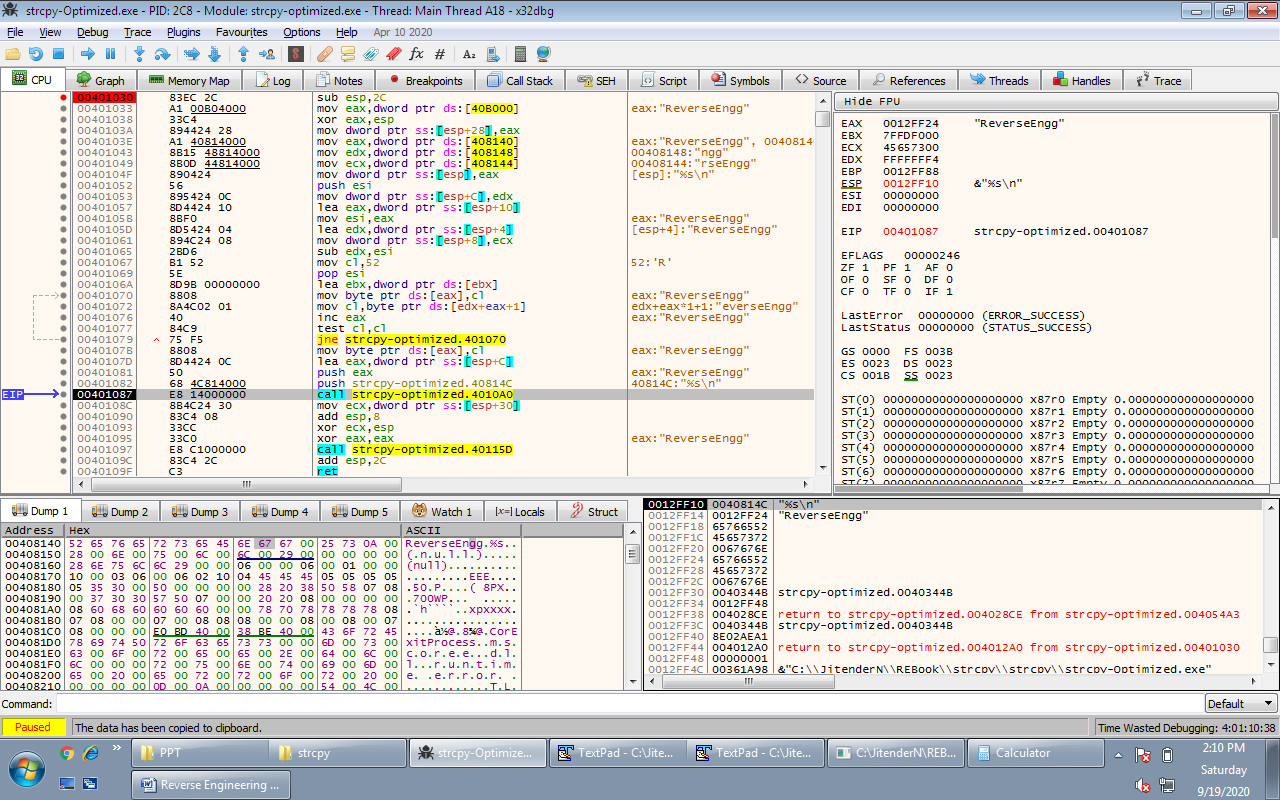 strcpy-Optimized.exe - PID: 2C8 - Module: strcpy-optimized.exe - Thread: Main Thread A18 - x32dbg
File View Debug Trace Plugins Favourites Options Help Apr 10 2020
CPU Graph Memory Map Log Notes Breakpoints Call Stack SEH Script Symbols Source References Threads Handles Trace
00401030 83EC 2C sub esp,2C
00401033 A1 00B04000 mov eax,dword ptr ds:[40B000] eax:"ReverseEngg"
00401038 33C4 xor eax,esp
0040103A 894424 28 mov dword ptr ss:[esp+28],eax
0040103E A1 40814000 mov eax,dword ptr ds:[408140] eax:"ReverseEngg", 0040814
00401043 8B15 48814000 mov edx,dword ptr ds:[408148] 00408148:"ngg"
00401049 8B0D 44814000 mov ecx,dword ptr ds:[408144] 00408144:"rseEngg"
0040104F 890424 mov dword ptr ss:[esp],eax [esp]:"%s\n"
00401052 56 push esi
00401053 895424 0C mov dword ptr ss:[esp+C],edx
00401057 8D4424 10 lea eax,dword ptr ss:[esp+10]
0040105B 8BF0 mov esi,eax eax:"ReverseEngg"
0040105D 8D5424 04 lea edx,dword ptr ss:[esp+4] [esp+4]:"ReverseEngg"
00401061 894C24 08 mov dword ptr ss:[esp+8],ecx
2BD6 sub edx,esi
00401067 B1 52 mov cl,52 52:'R'
5E pop esi
0040106A 8D9B 00000000 lea ebx,dword ptr ds:[ebx]
00401070 8808 mov byte ptr ds:[eax],cl eax:"ReverseEngg"
00401072 8A4C02 01 mov cl,byte ptr ds:[edx+eax+1] edx+eax*1+1:"everseEngg"
00401076 40 inc eax eax:"ReverseEngg"
00401077 84C9 test cl,cl
00401079 75 F5 jne strcpy-optimized.401070
0040107B 8808 mov byte ptr ds:[eax],cl eax:"ReverseEngg"
0040107D 8D4424 0C lea eax,dword ptr ss:[esp+C]
00401081 50 push eax eax:"ReverseEngg"
00401082 68 4C814000 push strcpy-optimized.40814C 40814C:"%s\n"
EIP 00401087 E8 14000000 call strcpy-optimized.4010A0
0040108C 8B4C24 30 mov ecx,dword ptr ss:[esp+30]
00401090 83C4 08 add esp,8
00401093 33CC xor ecx,esp
00401095 33C0 xor eax,eax eax:"ReverseEngg"
00401097 E8 C1000000 call strcpy-optimized.40115D
0040109C 83C4 2C add esp,2C
0040109F C3 ret
Hide FPU
EAX 0012FF24 "ReverseEngg"
EBX 7FFDF000
ECX 45657300
EDX FFFFFFF4
EBP 0012FF88
ESP 0012FF10 &"%s\n"
ESI 00000000
EDI 00000000
EIP 00401087 strcpy-optimized.00401087
EFLAGS 00000246
ZF 1 PF 1 AF 0
OF 0 SF 0 DF 0
CF 0 TF 0 IF 1
LastError 00000000 (ERROR_SUCCESS)
LastStatus 00000000 (STATUS_SUCCESS)
GS 0000 FS 003B
ES 0023 DS 0023
CS 001B SS 0023
ST(0) 00000000000000000000 x87r0 Empty 0.0000000000000000
ST(1) 00000000000000000000 x87r1 Empty 0.0000000000000000
ST(2) 00000000000000000000 x87r2 Empty 0.0000000000000000
ST(3) 00000000000000000000 x87r3 Empty 0.0000000000000000
ST(4) 00000000000000000000 x87r4 Empty 0.0000000000000000
ST(5) 00000000000000000000 x87r5 Empty 0.0000000000000000
ST(6) 00000000000000000000 x87r6 Empty 0.0000000000000000
Dump 1 Dump 2 Dump 3 Dump 4 Dump 5 Watch 1 Locals Struct
Address Hex ASCII
00408140 52 65 76 65 72 73 65 45 6E 67 67 00 25 73 0A 00 ReverseEngg.%s..
00408150 28 00 6E 00 75 00 6C 00 6C 00 29 00 00 00 00 00 (.n.u.l.l.).....
00408160 28 6E 75 6C 6C 29 00 00 06 00 00 06 00 01 00 00 (null)..........
00408170 10 00 03 06 00 06 02 10 04 45 45 45 05 05 05 05 .........EEE....
00408180 05 35 30 00 50 00 00 00 00 28 20 38 50 58 07 08 .50.P....( 8PX..
00408190 00 37 30 30 57 50 07 00 00 20 20 08 00 00 00 00 .700WP...
004081A0 08 60 68 60 60 60 60 00 00 78 70 78 78 78 78 08 .`h````..xpxxxx.
004081B0 07 08 00 00 07 00 08 08 08 00 00 08 00 08 00 07
004081C0 08 00 00 00 E0 BD 40 00 38 BE 40 00 43 6F 72 45 ....à½@.8¾@.CorE
004081D0 78 69 74 50 72 6F 63 65 73 73 00 00 6D 00 73 00 xitProcess..m.s.
004081E0 63 00 6F 00 72 00 65 00 65 00 2E 00 64 00 6C 00 c.o.r.e.e...d.l.
004081F0 6C 00 00 00 72 00 75 00 6E 00 74 00 69 00 6D 00 l...r.u.n.t.i.m.
00408200 65 00 20 00 65 00 72 00 72 00 6F 00 72 00 20 00 e. .e.r.r.o.r. .
00408210 00 00 00 00 0D 00 0A 00 00 00 00 00 54 00 4C 00 ............T.L.
0012FF10 0040814C "%s\n"
0012FF14 0012FF24 "ReverseEngg"
0012FF18 65766552
0012FF1C 45657372
0012FF20 0067676E
0012FF24 65766552
0012FF28 45657372
0012FF2C 0067676E
0012FF30 0040344B strcpy-optimized.0040344B
0012FF34 0012FF48
0012FF38 004028CE return to strcpy-optimized.004028CE from strcpy-optimized.004054A3
0012FF3C 0040344B strcpy-optimized.0040344B
0012FF40 8E02AEA1
0012FF44 004012A0 return to strcpy-optimized.004012A0 from strcpy-optimized.00401030
0012FF48 00000001
0012FF4C 00361A98 &"C:\\JitenderN\\REBook\\strcpy\\strcpy\\strcpy-Optimized.exe"
Command: Default
Paused The data has been copied to clipboard. Time Wasted Debugging: 4:01:10:38
PPT strcpy strcpy-Optimize... TextPad - C:\Jite... TextPad - C:\Jite... C:\JitenderN\REB... Calculator
Reverse Engineering ...
2:10 PM
Saturday
9/19/2020